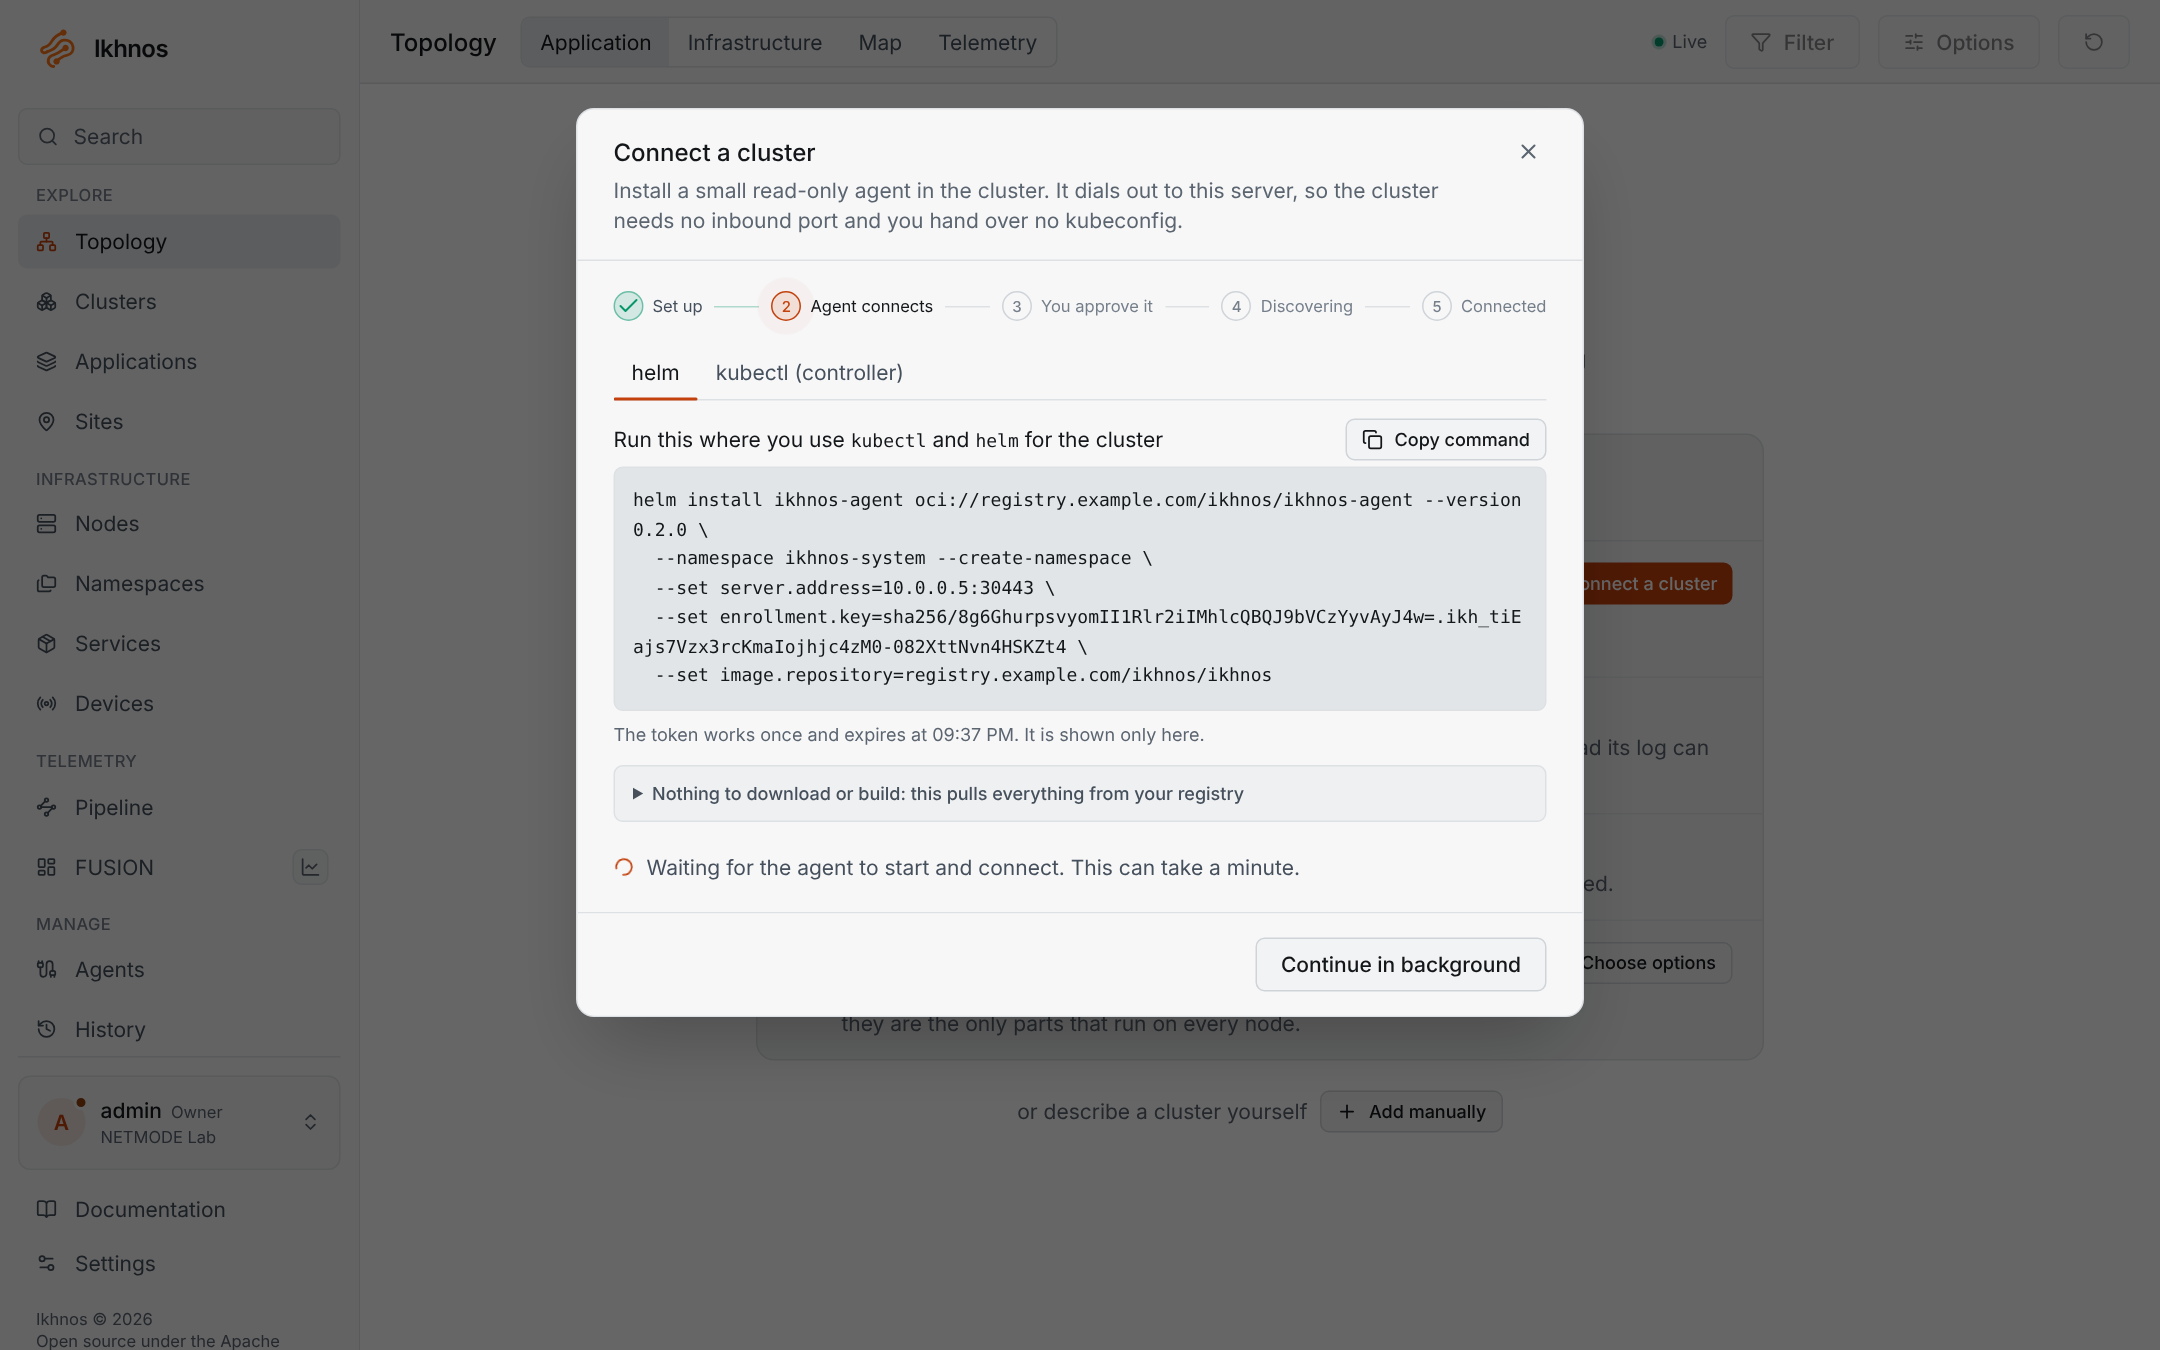 Ikhnos
Search
EXPLORE
Topology
Clusters
Applications
Sites
INFRASTRUCTURE
Nodes
Namespaces
Services
Devices
TELEMETRY
Pipeline
FUSION
MANAGE
Agents
History
A
admin Owner
NETMODE Lab
Documentation
Settings
Ikhnos © 2026
Open source under the Apache
Topology Application Infrastructure Map Telemetry
Live Filter Options
Connect a cluster
Install a small read-only agent in the cluster. It dials out to this server, so the cluster
needs no inbound port and you hand over no kubeconfig.
Set up 2 Agent connects 3 You approve it 4 Discovering 5 Connected
helm kubectl (controller)
Run this where you use kubectl and helm for the cluster Copy command
helm install ikhnos-agent oci://registry.example.com/ikhnos/ikhnos-agent --version
0.2.0 \
--namespace ikhnos-system --create-namespace \
--set server.address=10.0.0.5:30443 \
--set enrollment.key=sha256/8g6GhurpsvyomII1Rlr2iIMhlcQBQJ9bVCzYyvAyJ4w=.ikh_tiE
ajs7Vzx3rcKmaIojhjc4zM0-082XttNvn4HSKZt4 \
--set image.repository=registry.example.com/ikhnos/ikhnos
The token works once and expires at 09:37 PM. It is shown only here.
Nothing to download or build: this pulls everything from your registry
Waiting for the agent to start and connect. This can take a minute.
Continue in background
onnect a cluster
ad its log can
ed.
Choose options
they are the only parts that run on every node.
or describe a cluster yourself Add manually